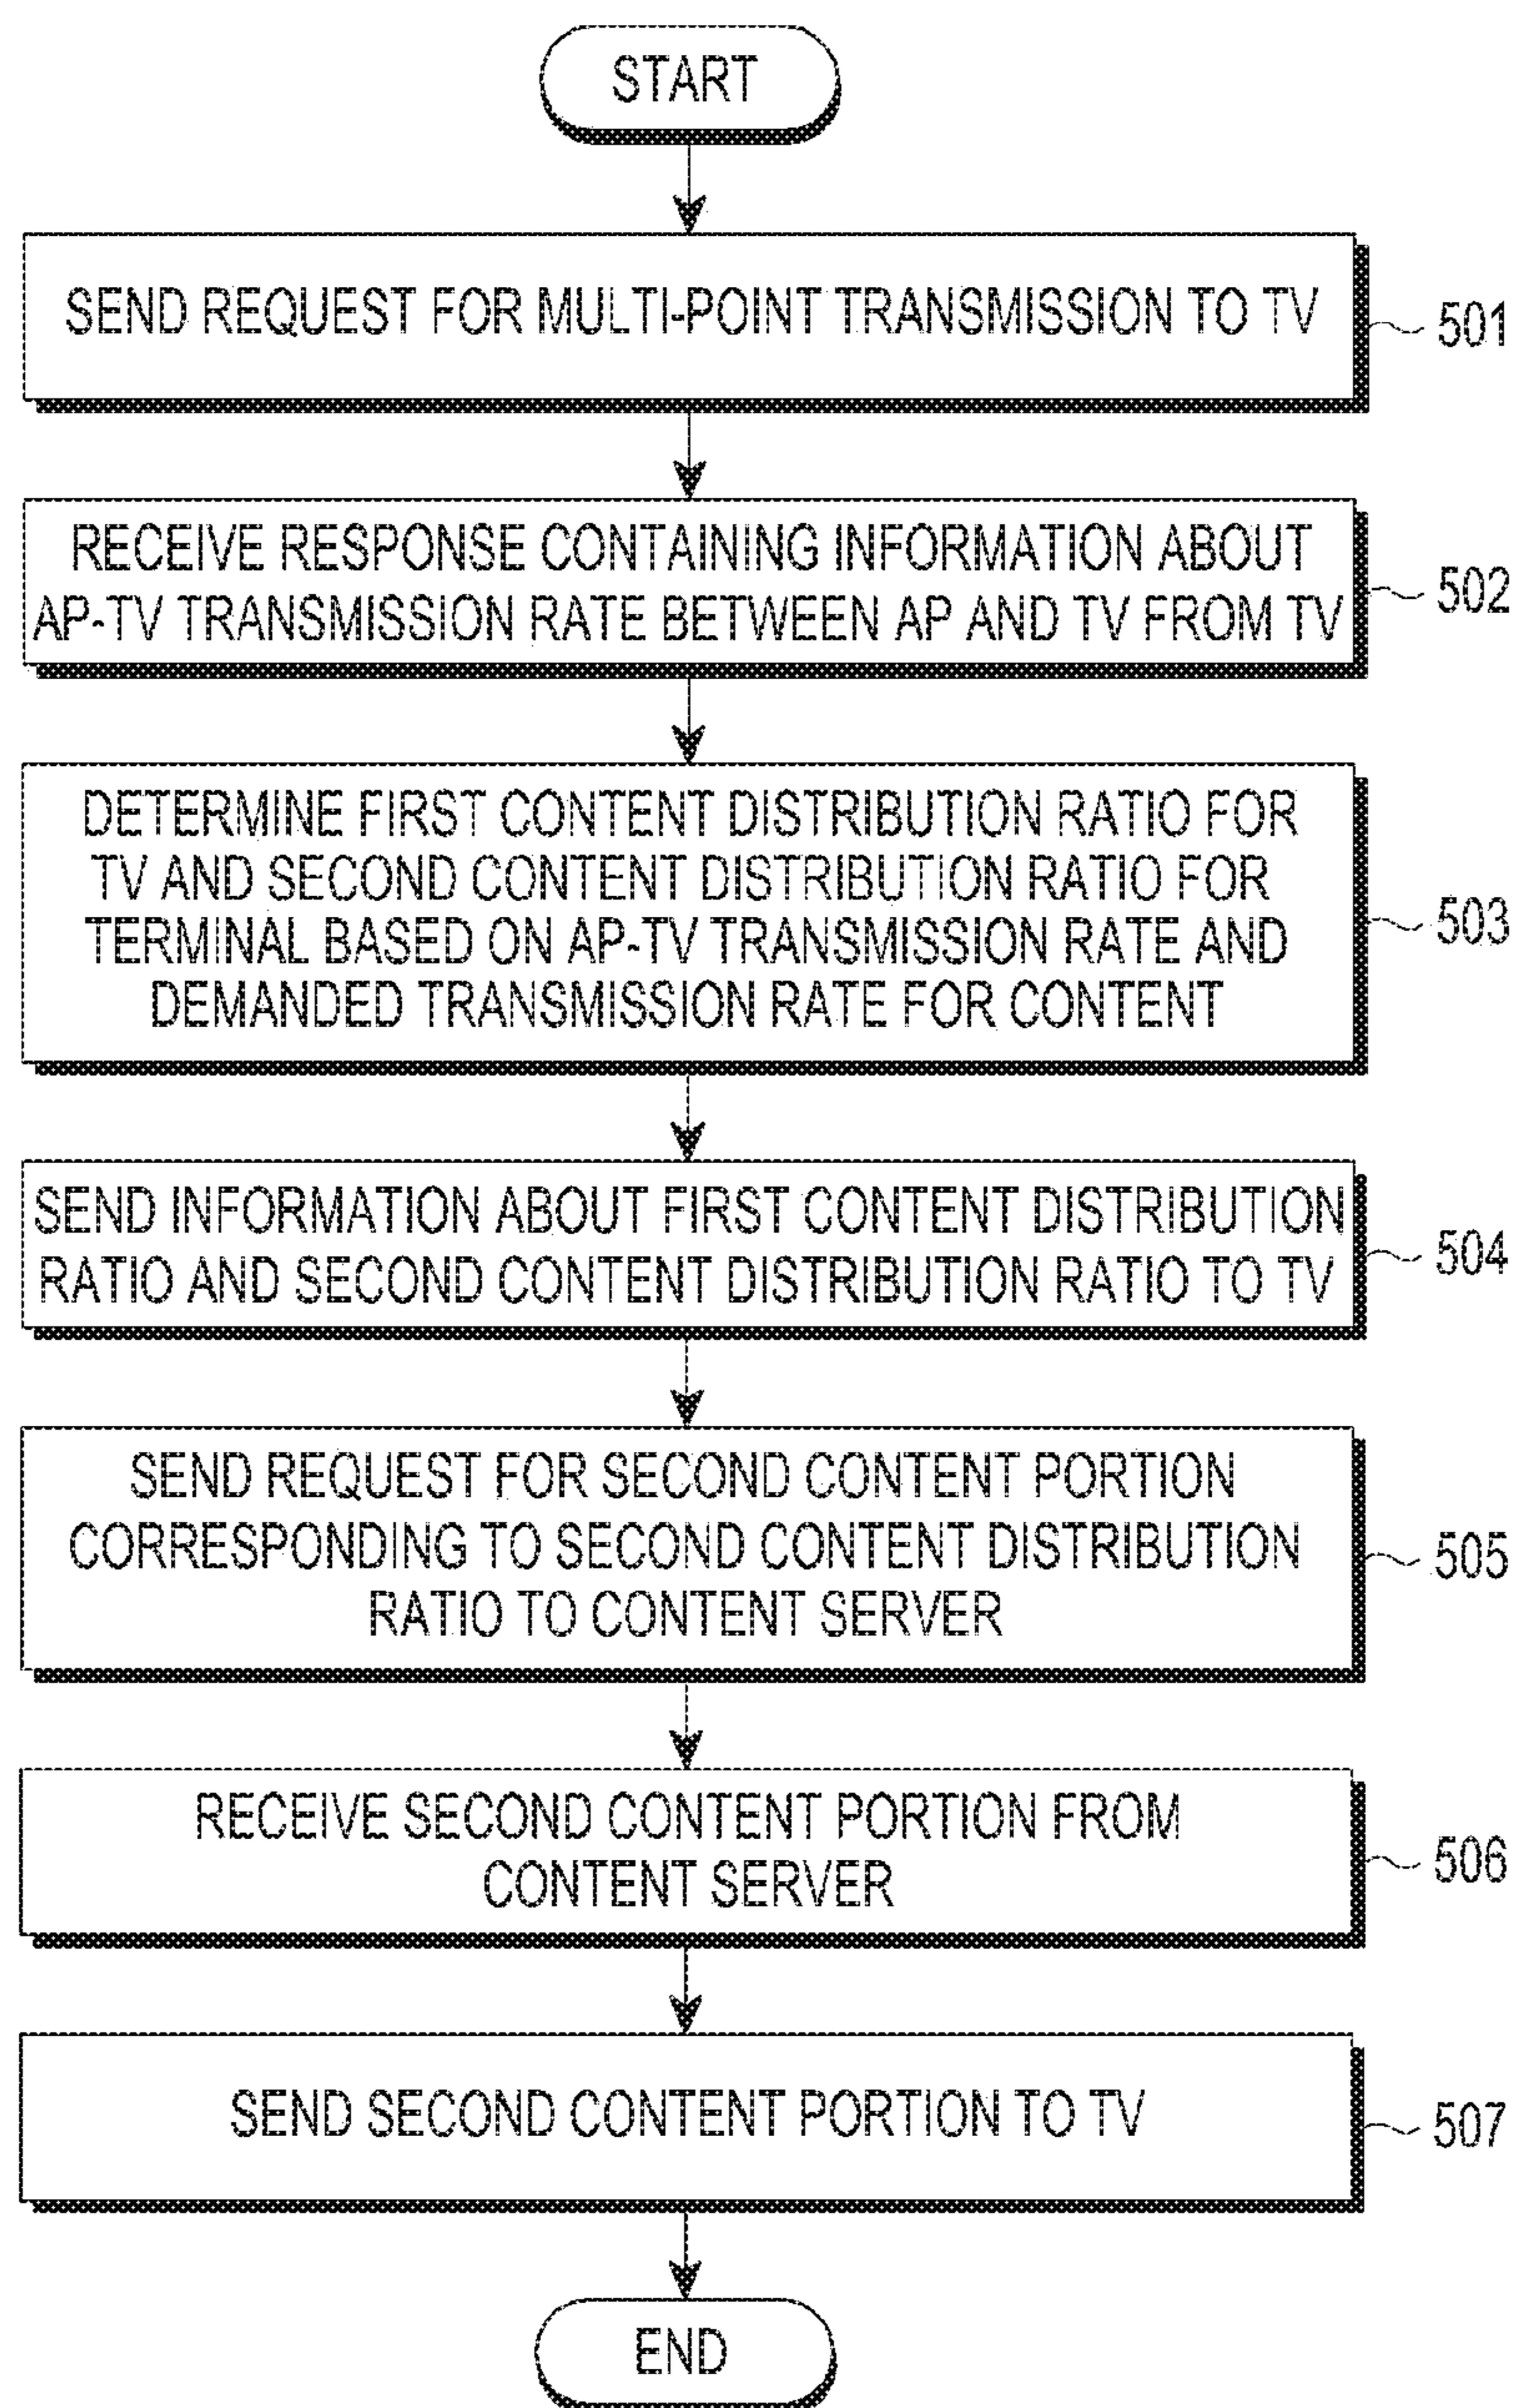 START
SEND REQUEST FOR MULTI-POINT TRANSMISSION TO TV
501
RECEIVE RESPONSE CONTAINING INFORMATION ABOUT
AP-TV TRANSMISSION RATE BETWEEN AP AND TV FROM TV
502
DETERMINE FIRST CONTENT DISTRIBUTION RATIO FOR
TV AND SECOND CONTENT DISTRIBUTION RATIO FOR
TERMINAL BASED ON AP-TV TRANSMISSION RATE AND
DEMANDED TRANSMISSION RATE FOR CONTENT
503
SEND INFORMATION ABOUT FIRST CONTENT DISTRIBUTION
RATIO AND SECOND CONTENT DISTRIBUTION RATIO TO TV
504
SEND REQUEST FOR SECOND CONTENT PORTION
CORRESPONDING TO SECOND CONTENT DISTRIBUTION
RATIO TO CONTENT SERVER
505
RECEIVE SECOND CONTENT PORTION FROM
CONTENT SERVER
506
SEND SECOND CONTENT PORTION TO TV
507
END